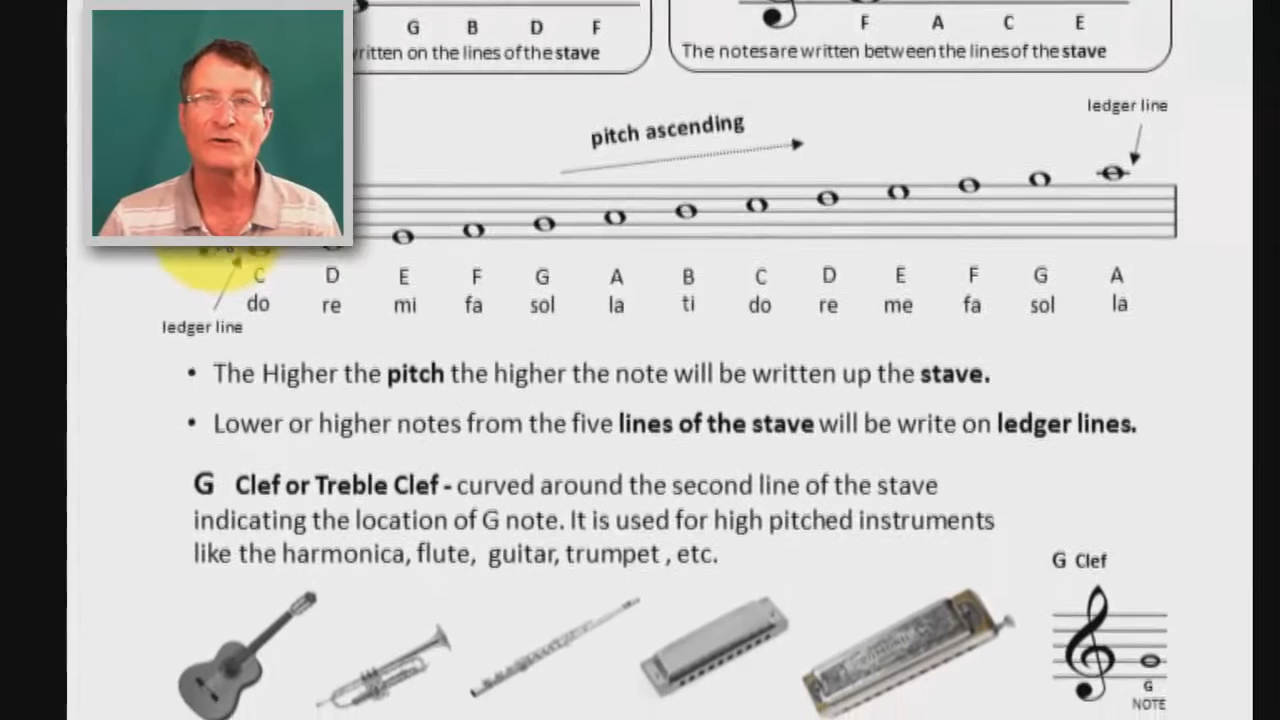 G B D F
ritten on the lines of the stave
F A C E
The notes are written between the lines of the stave
ledger line
pitch ascending
C D E F G A B C D E F G A
do re mi fa sol la ti do re me fa sol la
ledger line
• The Higher the pitch the higher the note will be written up the stave.
• Lower or higher notes from the five lines of the stave will be write on ledger lines.
G Clef or Treble Clef - curved around the second line of the stave
indicating the location of G note. It is used for high pitched instruments
like the harmonica, flute, guitar, trumpet , etc.
G Clef
G
NOTE